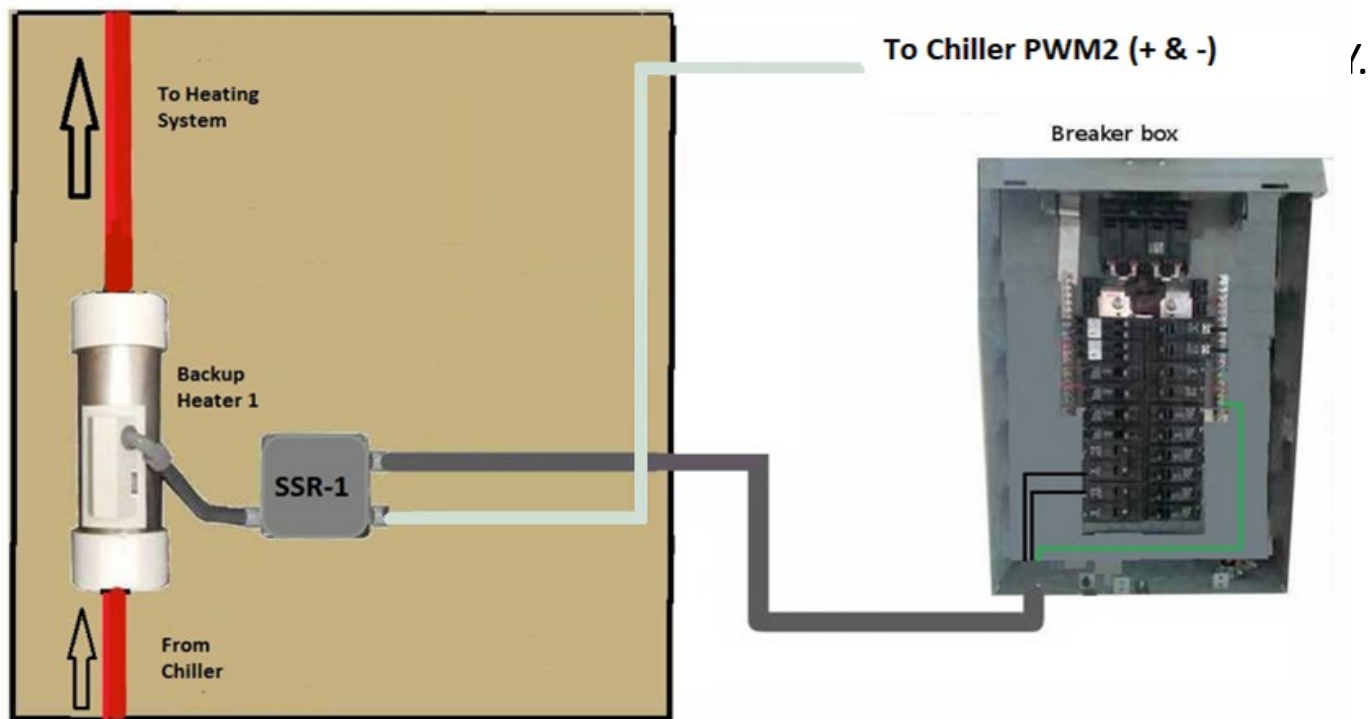 To Chiller PWM2 (+ & -)
Y.
To Heating
System
Breaker box
Backup
Heater 1
SSR-1
From
Chiller